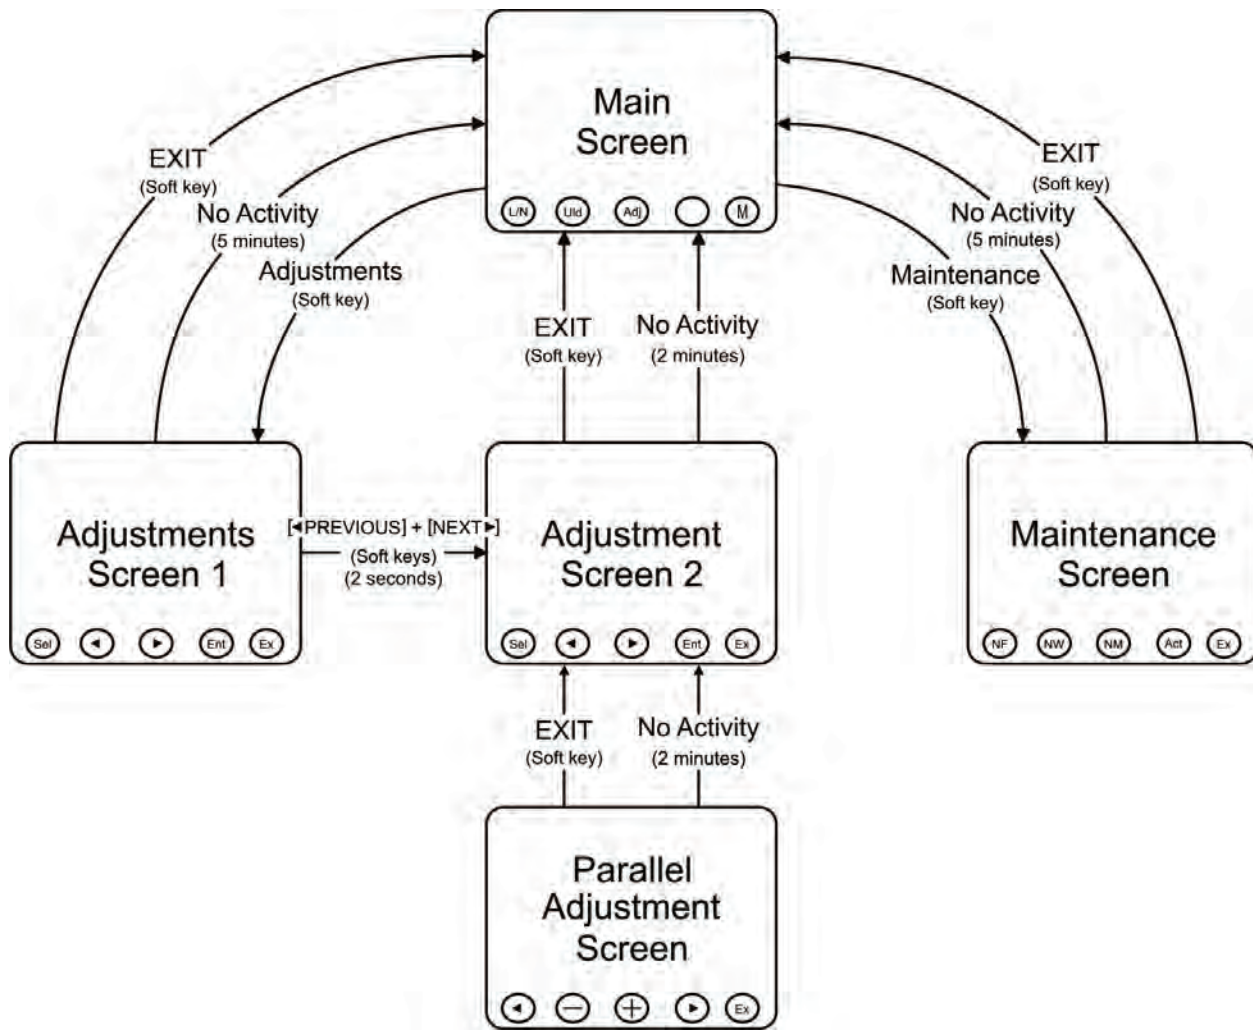 Main
Screen
L/N Uld Adj M
EXIT
(Soft key)
No Activity
(5 minutes)
Adjustments
(Soft key)
EXIT
(Soft key)
No Activity
(5 minutes)
Maintenance
(Soft key)
EXIT
(Soft key)
No Activity
(2 minutes)
Adjustments
Screen 1
Sel ◄ ► Ent Ex
[◄PREVIOUS] + [NEXT►]
(Soft keys)
(2 seconds)
Adjustment
Screen 2
Sel ◄ ► Ent Ex
Maintenance
Screen
NF NW NM Act Ex
EXIT
(Soft key)
No Activity
(2 minutes)
Parallel
Adjustment
Screen
◄ − + ► Ex